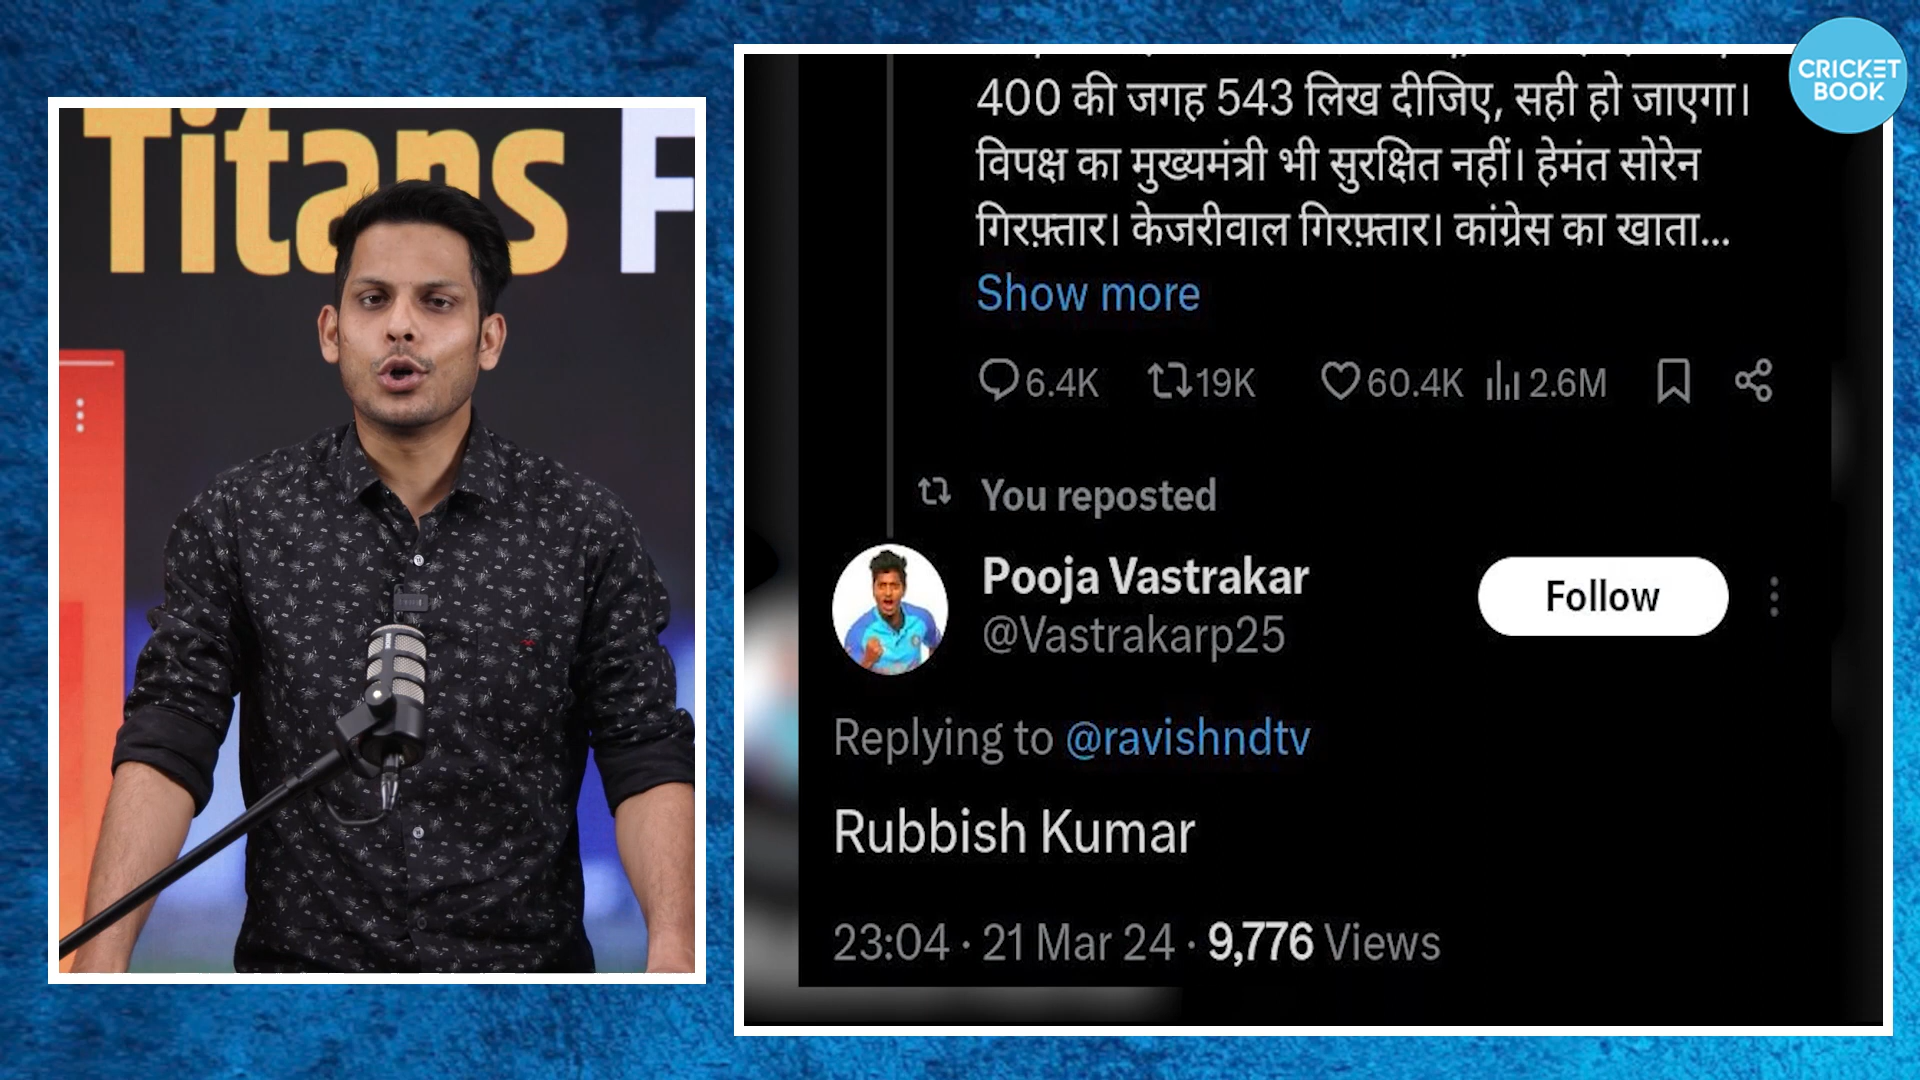 Titans F
CRICKET
BOOK
400 की जगह 543 लिख दीजिए, सही हो जाएगा।
विपक्ष का मुख्यमंत्री भी सुरक्षित नहीं। हेमंत सोरेन
गिरफ़्तार। केजरीवाल गिरफ़्तार। कांग्रेस का खाता...
Show more
6.4K 19K 60.4K 2.6M
You reposted
Pooja Vastrakar
@Vastrakarp25
Follow
Replying to @ravishndtv
Rubbish Kumar
23:04 · 21 Mar 24 · 9,776 Views